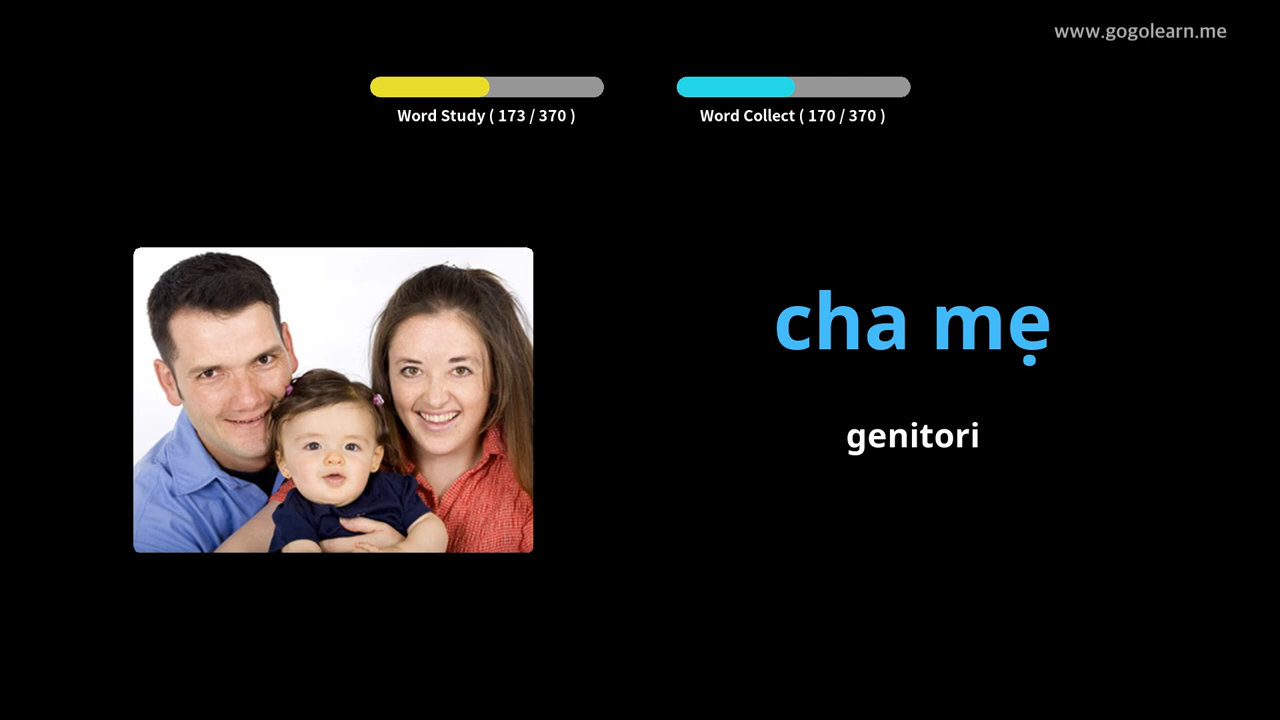 www.gogolearn.me
Word Study ( 173 / 370 )
Word Collect ( 170 / 370 )
cha mẹ
genitori